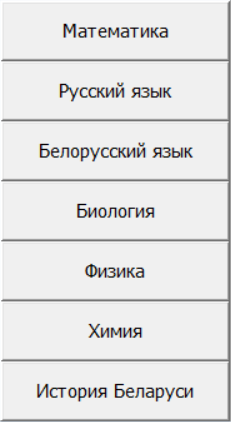 Математика
Русский язык
Белорусский язык
Биология
Физика
Химия
История Беларуси